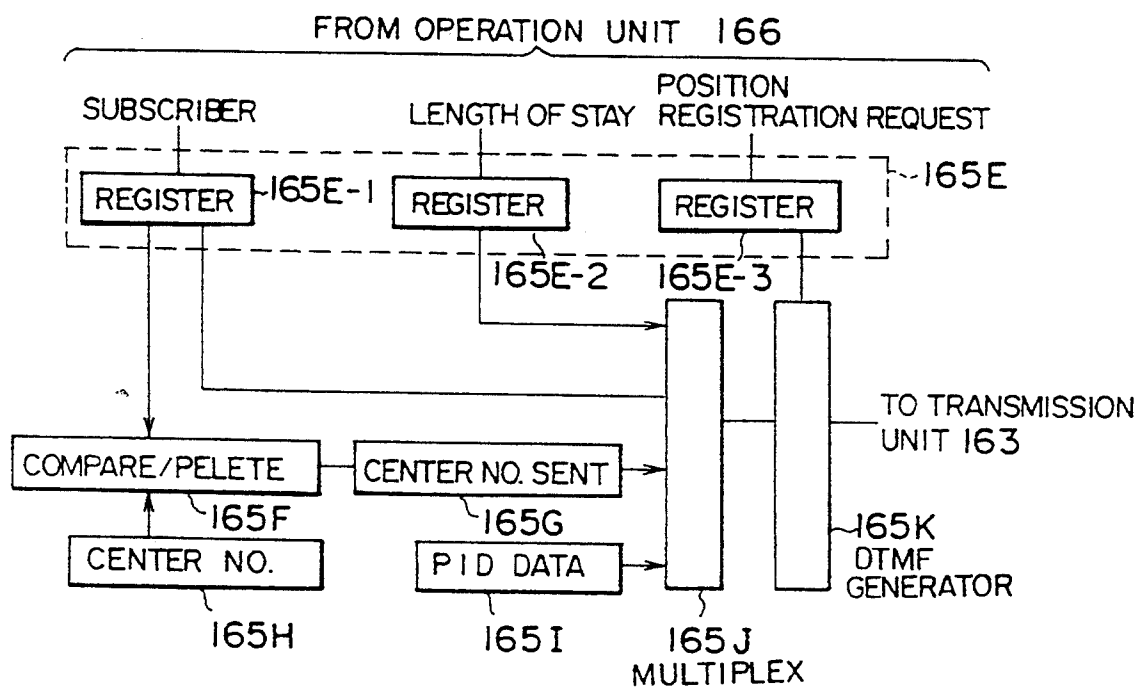 FROM OPERATION UNIT 166
SUBSCRIBER
LENGTH OF STAY
POSITION
REGISTRATION REQUEST
165E
REGISTER
165E-1
REGISTER
165E-2
REGISTER
165E-3
TO TRANSMISSION
UNIT 163
COMPARE/PELETE
165F
CENTER NO. SENT
165G
CENTER NO.
165H
PID DATA
165I
165J
MULTIPLEX
165K
DTMF
GENERATOR